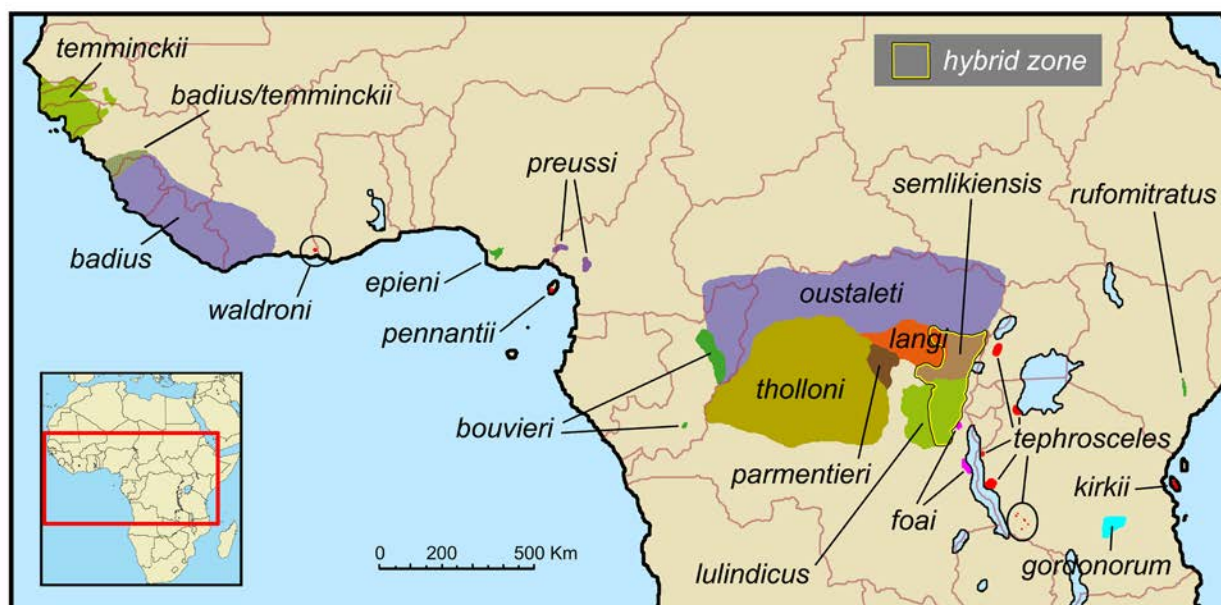 temminckii
hybrid zone
badius/temminckii
preussi
semlikiensis
rufomitratus
badius
epieni
oustaleti
waldroni
langi
pennantii
tholloni
bouvieri
tephrosceles
parmentieri
kirkii
foai
0 200 500 Km
lulindicus
gordonorum